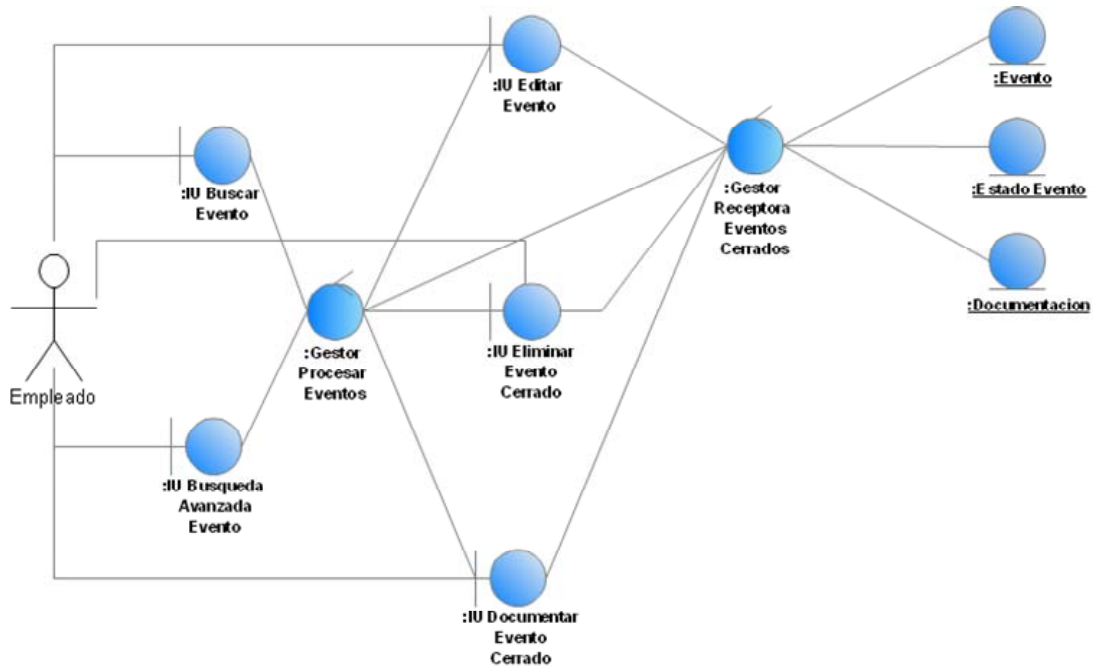 :IU Editar
Evento
:Evento
:IU Buscar
Evento
:Gestor
Receptora
Eventos
Cerrados
:Estado Evento
:Documentacion
:Gestor
Procesar
Eventos
:IU Eliminar
Evento
Cerrado
Empleado
:IU Busqueda
Avanzada
Evento
:IU Documentar
Evento
Cerrado